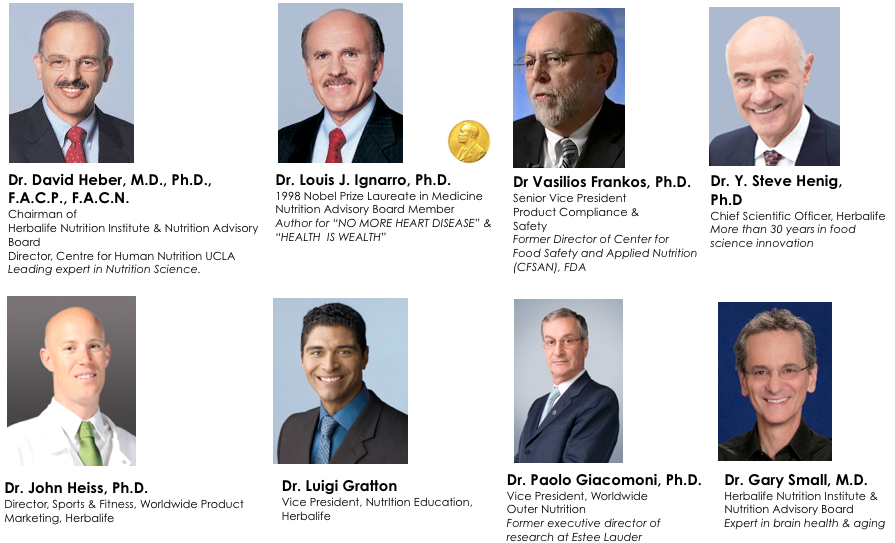 Dr. David Heber, M.D., Ph.D.,
F.A.C.P., F.A.C.N.
Chairman of
Herbalife Nutrition Institute & Nutrition Advisory
Board
Director, Centre for Human Nutrition UCLA
Leading expert in Nutrition Science.
Dr. Louis J. Ignarro, Ph.D.
1998 Nobel Prize Laureate in Medicine
Nutrition Advisory Board Member
Author for “NO MORE HEART DISEASE” &
“HEALTH IS WEALTH”
Dr Vasilios Frankos, Ph.D.
Senior Vice President
Product Compliance &
Safety
Former Director of Center for
Food Safety and Applied Nutrition
(CFSAN), FDA
Dr. Y. Steve Henig,
Ph.D
Chief Scientific Officer, Herbalife
More than 30 years in food
science innovation
Dr. John Heiss, Ph.D.
Director, Sports & Fitness, Worldwide Product
Marketing, Herbalife
Dr. Luigi Gratton
Vice President, NutrItion Education,
Herbalife
Dr. Paolo Giacomoni, Ph.D.
Vice President, Worldwide
Outer Nutrition
Former executive director of
research at Estee Lauder
Dr. Gary Small, M.D.
Herbalife Nutrition Institute &
Nutrition Advisory Board
Expert in brain health & aging